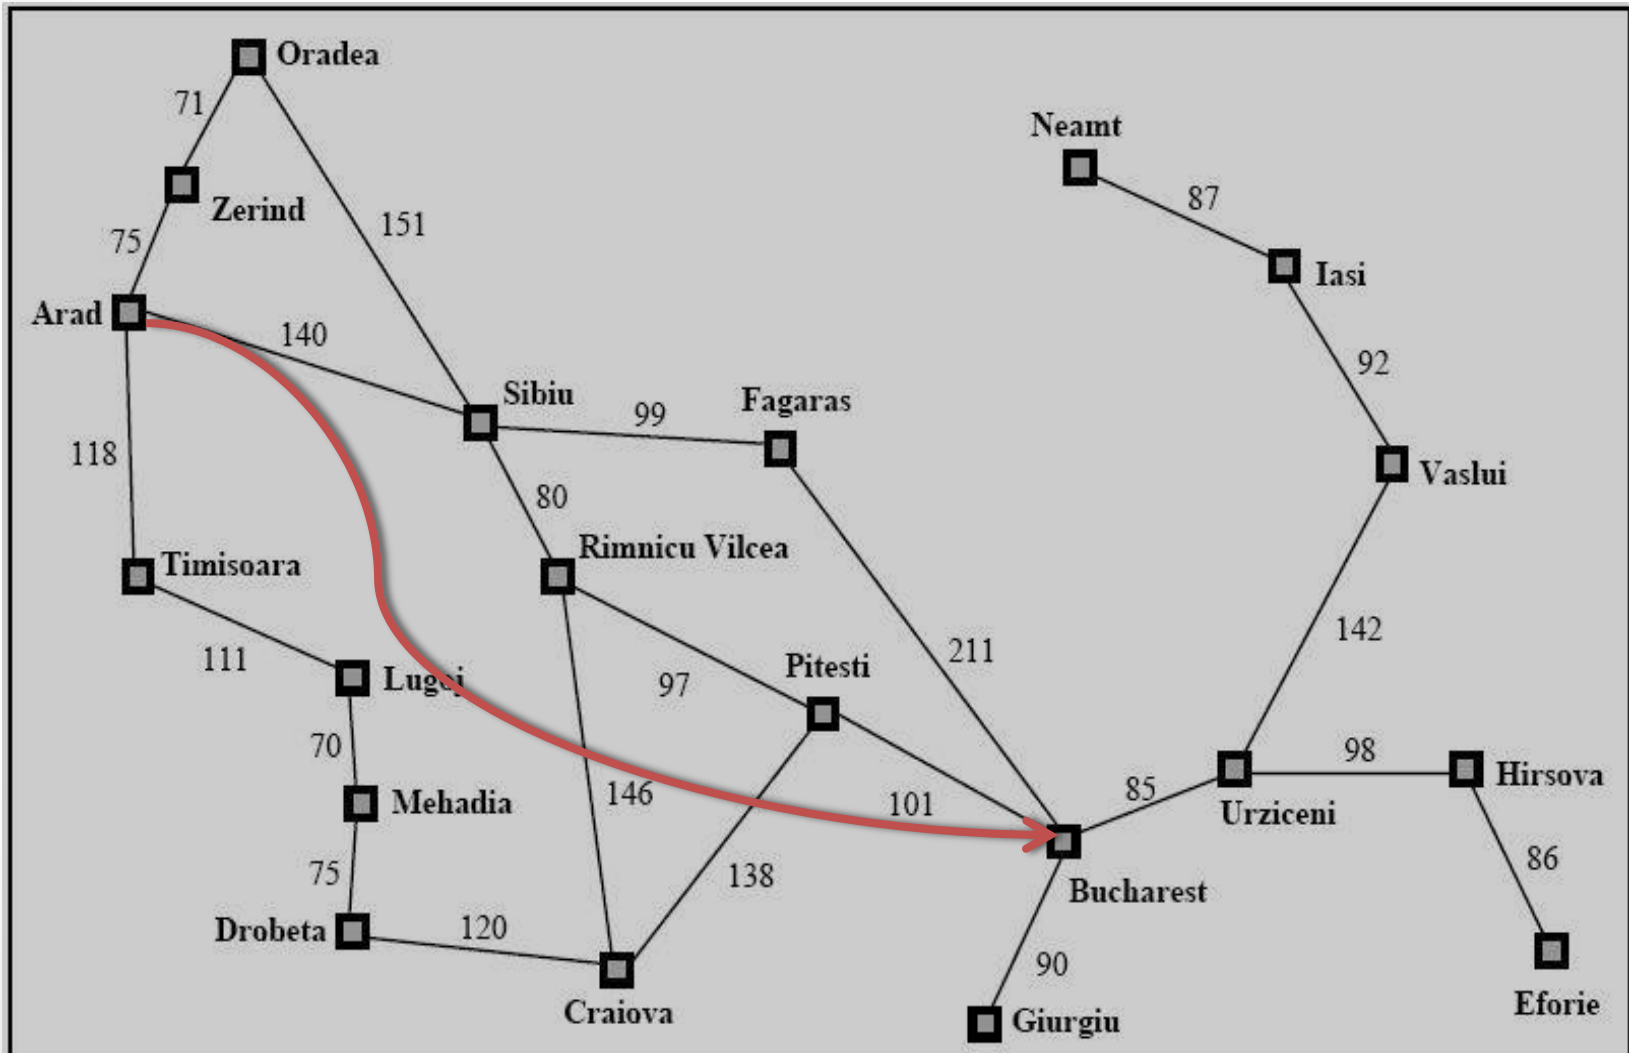 Oradea
71
Neamt
87
Zerind
151
75
Iasi
Arad
140
92
Sibiu
Fagaras
99
118
Vaslui
80
Rimnicu Vilcea
Timisoara
142
111
211
Pitesti
Lugoj
97
70
98
Hirsova
Mehadia
146
101
85
Urziceni
75
138
86
Bucharest
Drobeta
120
90
Craiova
Giurgiu
Eforie